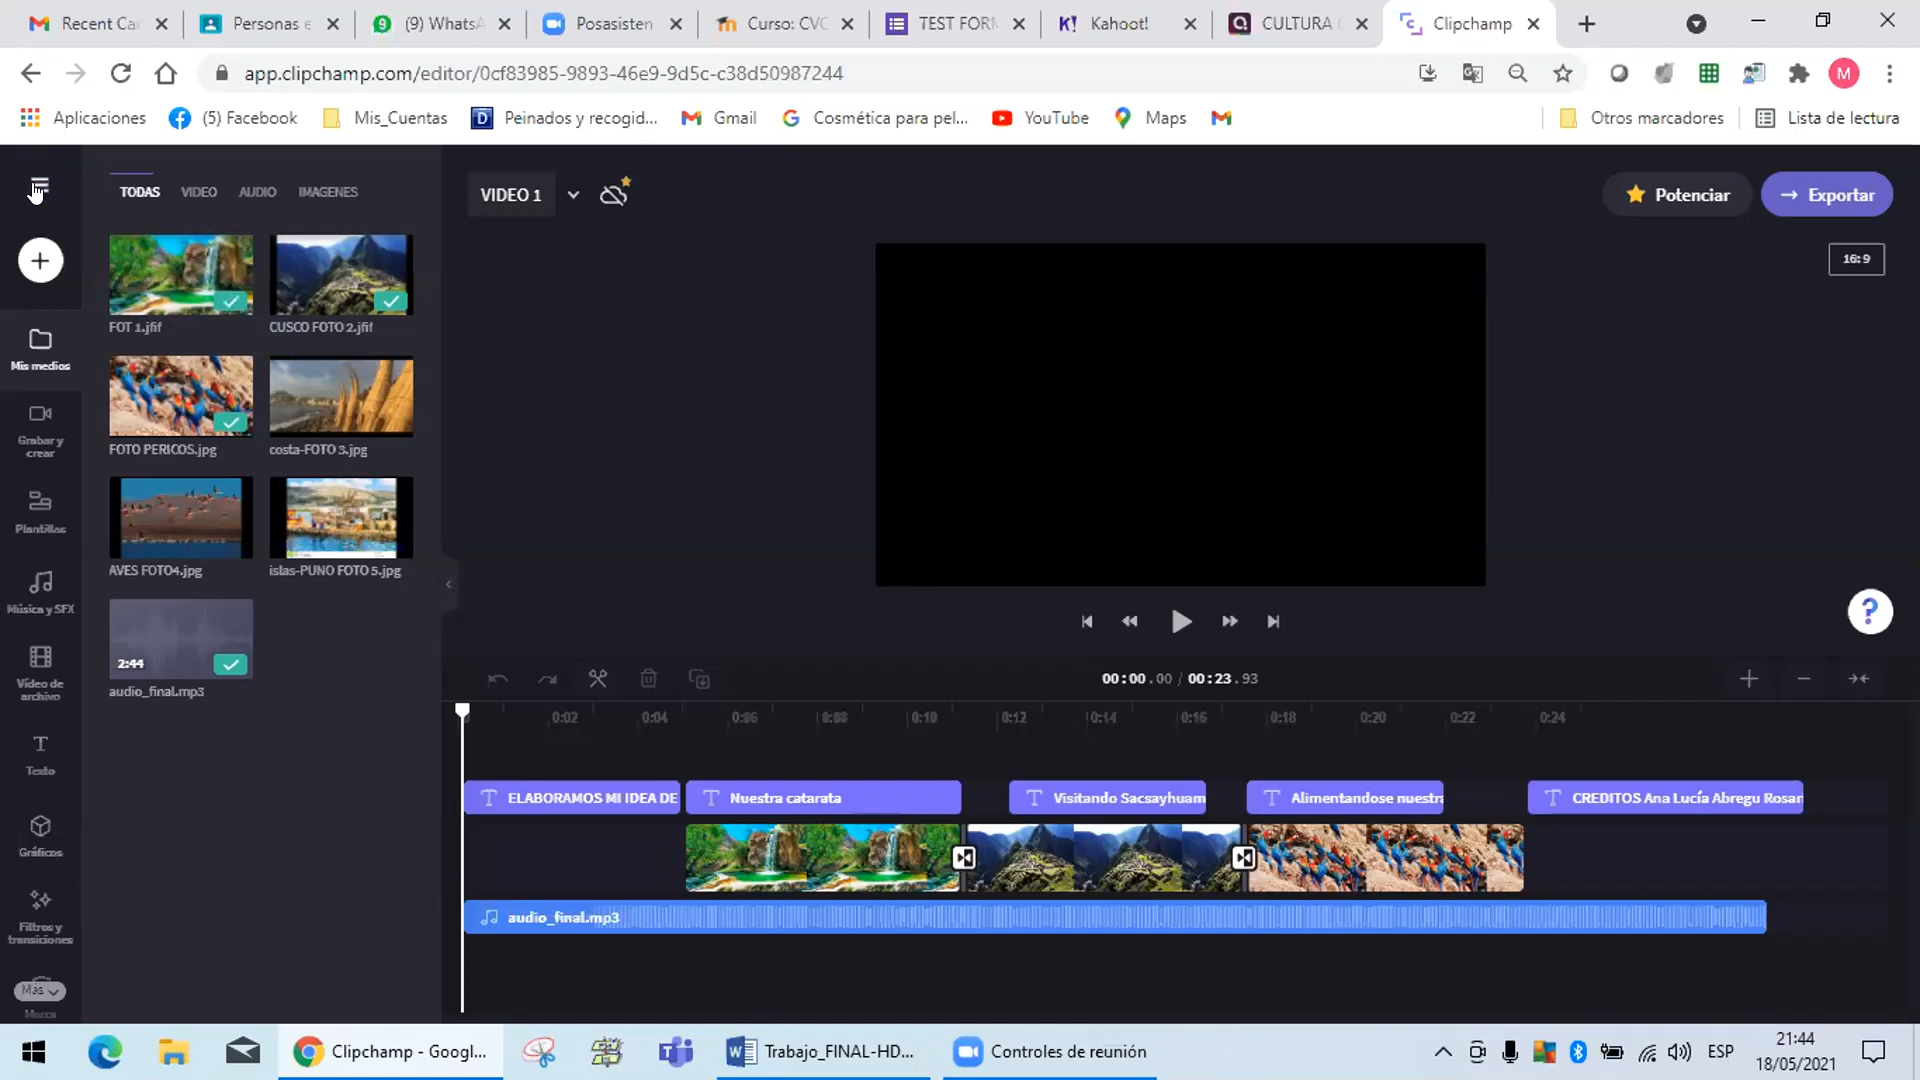 Recent Ca
Personas e
(9) WhatsA
Posasisten
Curso: CVC
TEST FORM
Kahoot!
CULTURA
Clipchamp
app.clipchamp.com/editor/0cf83985-9893-46e9-9d5c-c38d50987244
M
Aplicaciones
(5) Facebook
Mis_Cuentas
Peinados y recogid...
Gmail
Cosmética para pel...
YouTube
Maps
Otros marcadores
Lista de lectura
TODAS
VIDEO
AUDIO
IMAGENES
VIDEO 1
Potenciar
Exportar
16:9
FOT 1.jfif
CUSCO FOTO 2.jfif
Mis medios
FOTO PERICOS.jpg
costa-FOTO 3.jpg
Grabar y
crear
Plantillas
AVES FOTO4.jpg
islas-PUNO FOTO 5.jpg
Música y SFX
2:44
audio_final.mp3
Vídeo de
archivo
Texto
Gráficos
Filtros y
transiciones
Más
Marca
00:00.00 / 00:23.93
0:02
0:04
0:06
0:08
0:10
0:12
0:14
0:16
0:18
0:20
0:22
0:24
ELABORAMOS MI IDEA DE
Nuestra catarata
Visitando Sacsayhuam
Alimentandose nuestra
CREDITOS Ana Lucía Abregu Rosar
audio_final.mp3
Clipchamp - Googl...
Trabajo_FINAL-HD...
Controles de reunión
ESP
21:44
18/05/2021